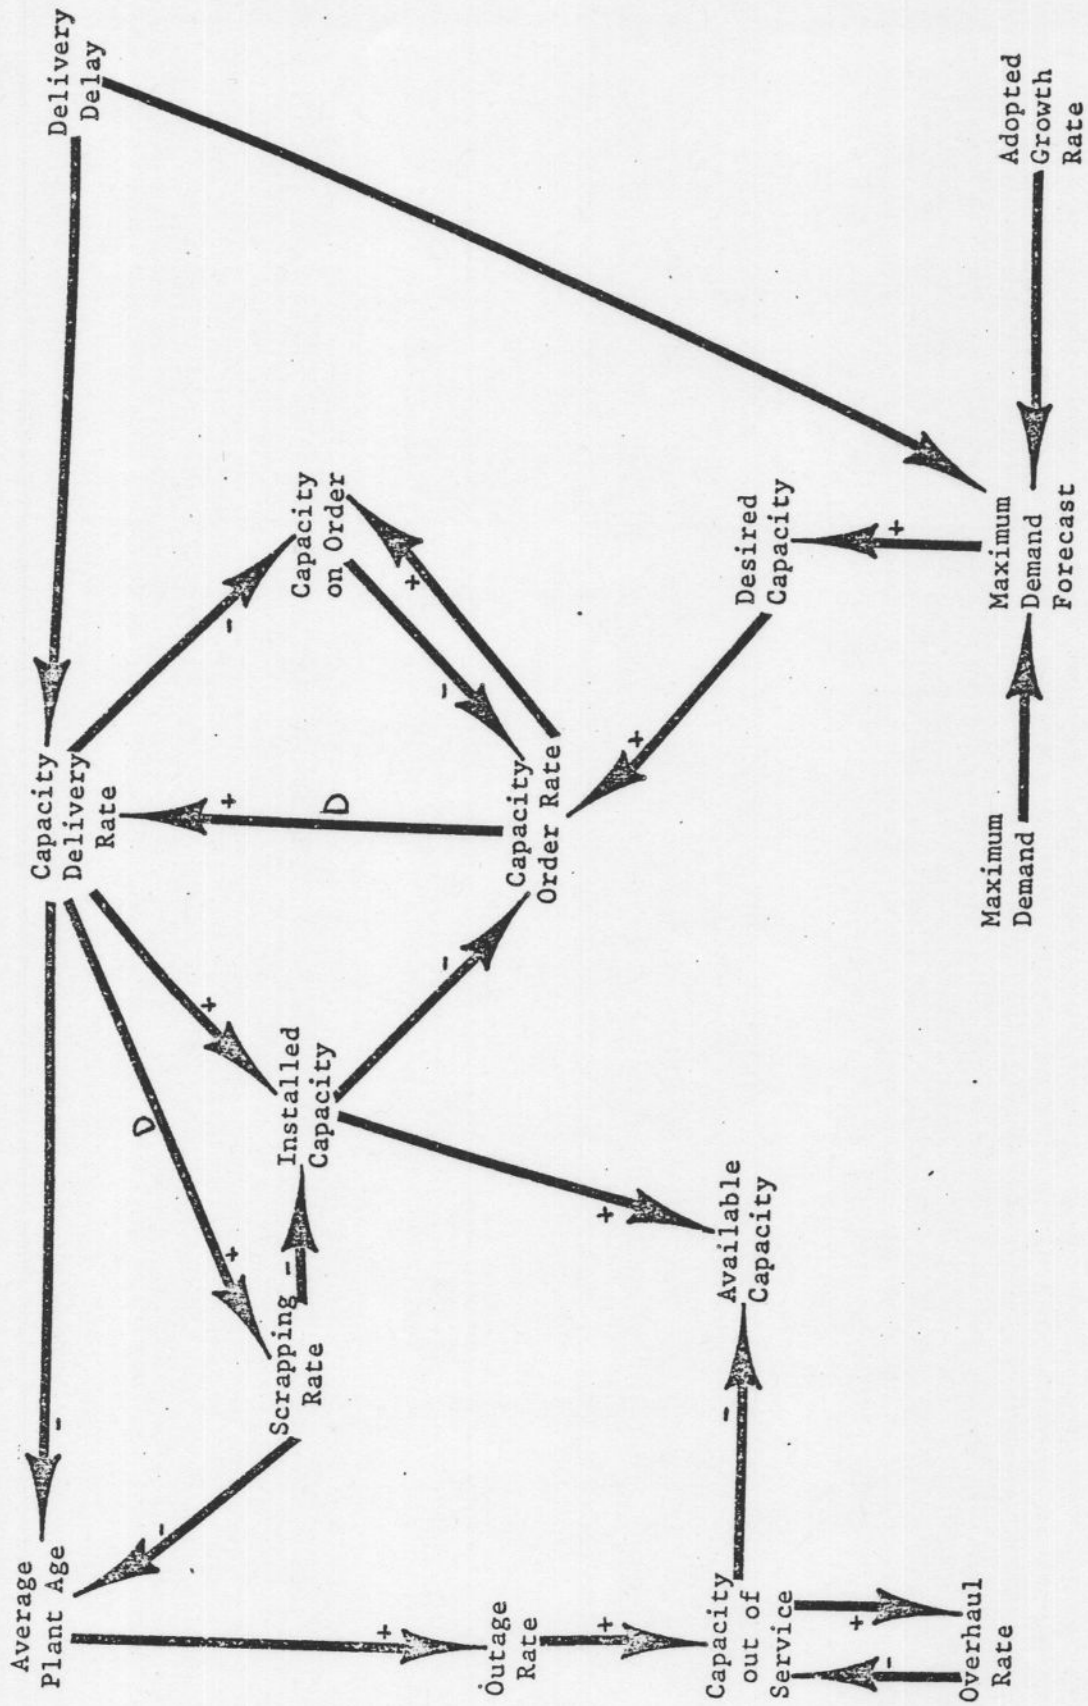 Average
Plant Age
-
Capacity
Delivery
Rate
Delivery
Delay
-
D
+
+
-
+
Scrapping
Rate
-
Installed
Capacity
Capacity
on Order
D
+
-
-
+
Outage
Rate
Capacity
Order Rate
+
+
+
Capacity
out of
Service
-
Available
Capacity
Desired
Capacity
-
+
+
Overhaul
Rate
Maximum
Demand
Maximum
Demand
Forecast
Adopted
Growth
Rate